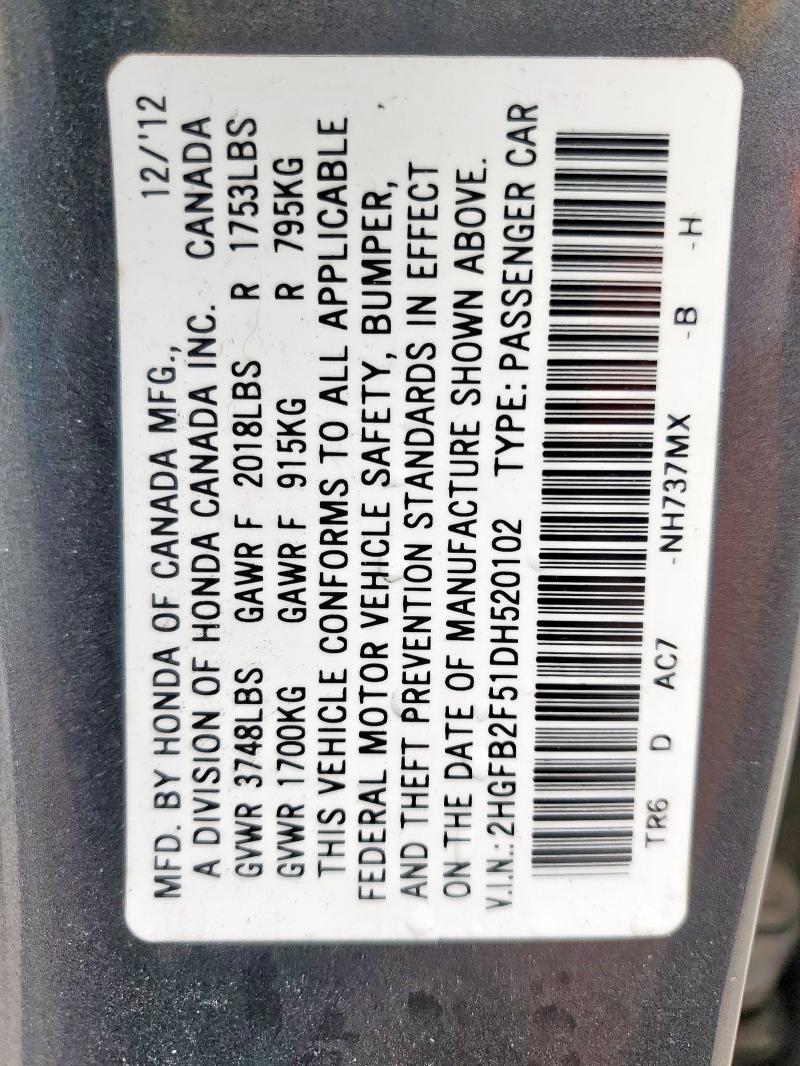 MFD. BY HONDA OF CANADA MFG., 12/'12
A DIVISION OF HONDA CANADA INC. CANADA
GVWR 3748LBS GAWR F 2018LBS R 1753LBS
GVWR 1700KG GAWR F 915KG R 795KG
THIS VEHICLE CONFORMS TO ALL APPLICABLE
FEDERAL MOTOR VEHICLE SAFETY, BUMPER,
AND THEFT PREVENTION STANDARDS IN EFFECT
ON THE DATE OF MANUFACTURE SHOWN ABOVE.
V.I.N.: 2HGFB2F51DH520102 TYPE: PASSENGER CAR
TR6 D AC7 -NH737MX -B -H